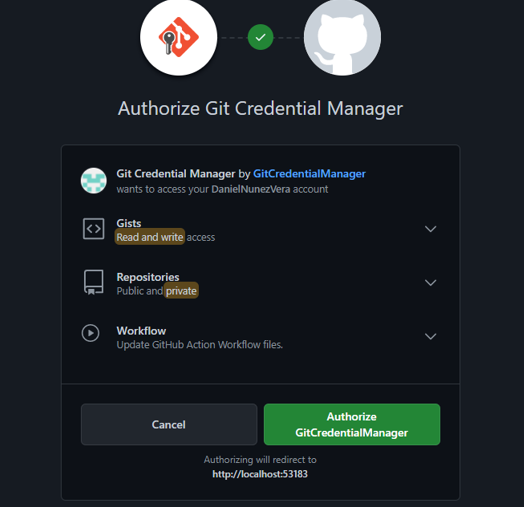 Authorize Git Credential Manager
Git Credential Manager by GitCredentialManager
wants to access your DanielNunezVera account
Gists
Read and write access
Repositories
Public and private
Workflow
Update GitHub Action Workflow files.
Cancel
Authorize
GitCredentialManager
Authorizing will redirect to
http://localhost:53183